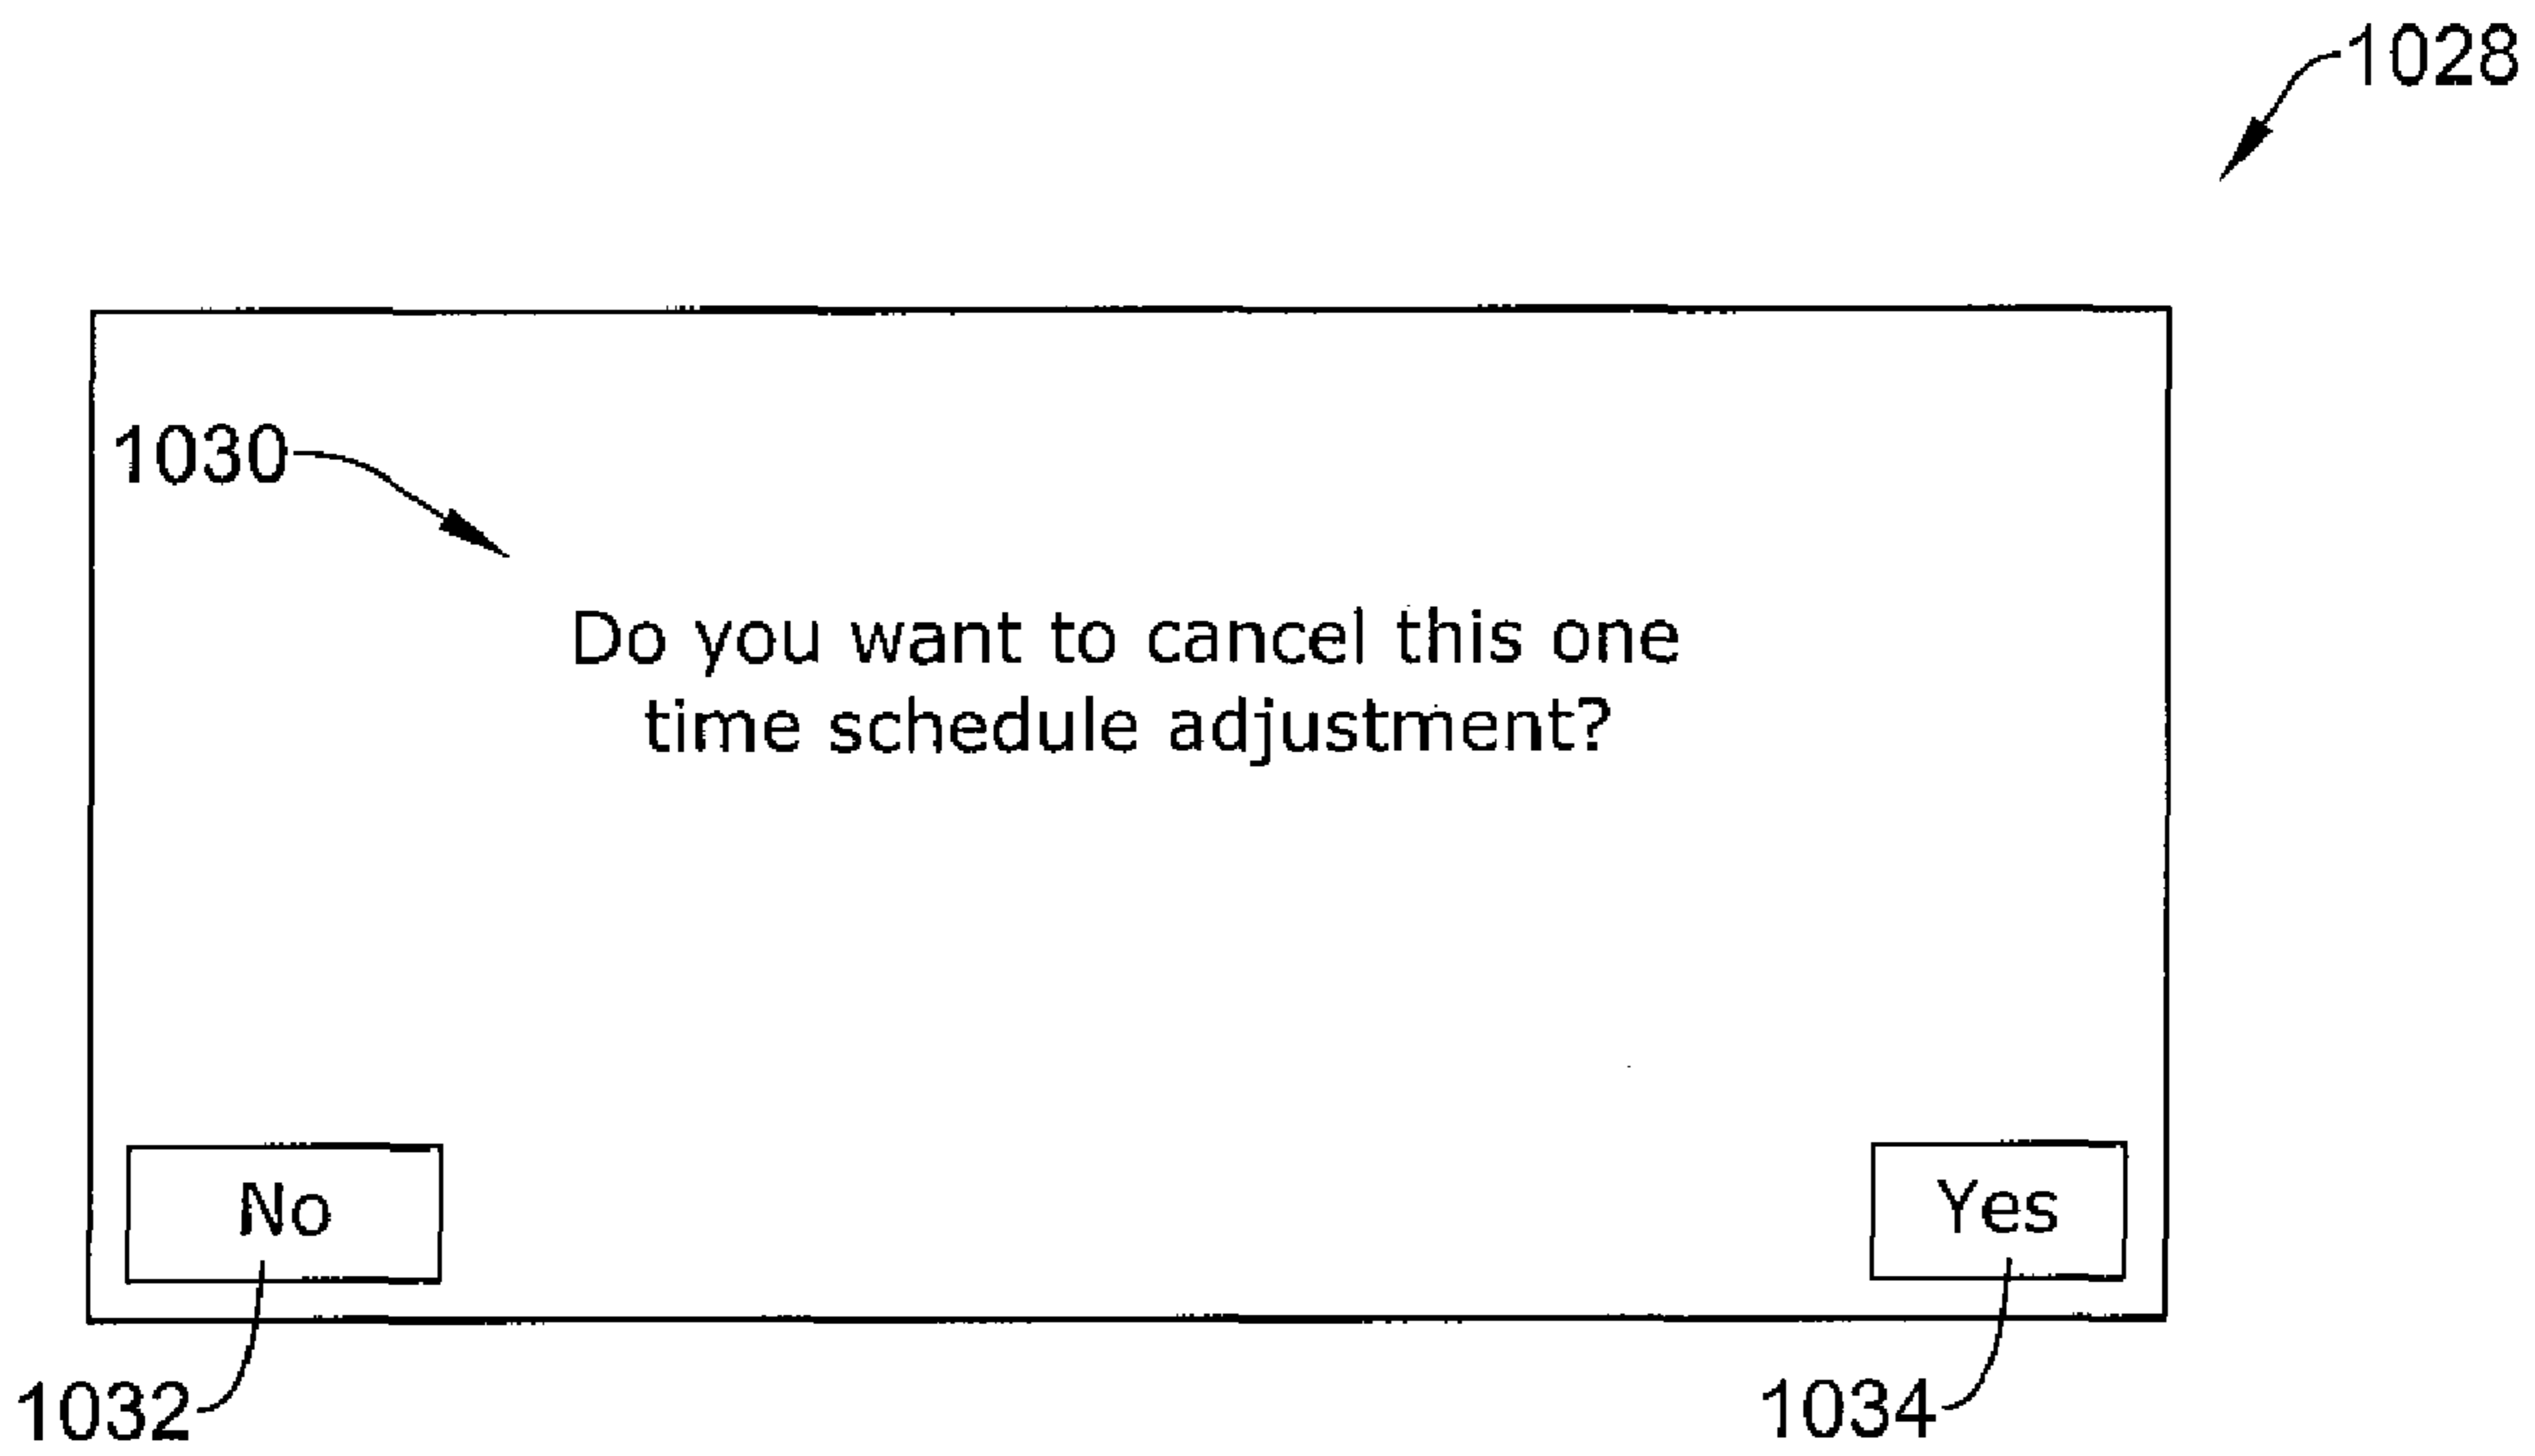 1028
1030
Do you want to cancel this one
time schedule adjustment?
No
Yes
1032
1034